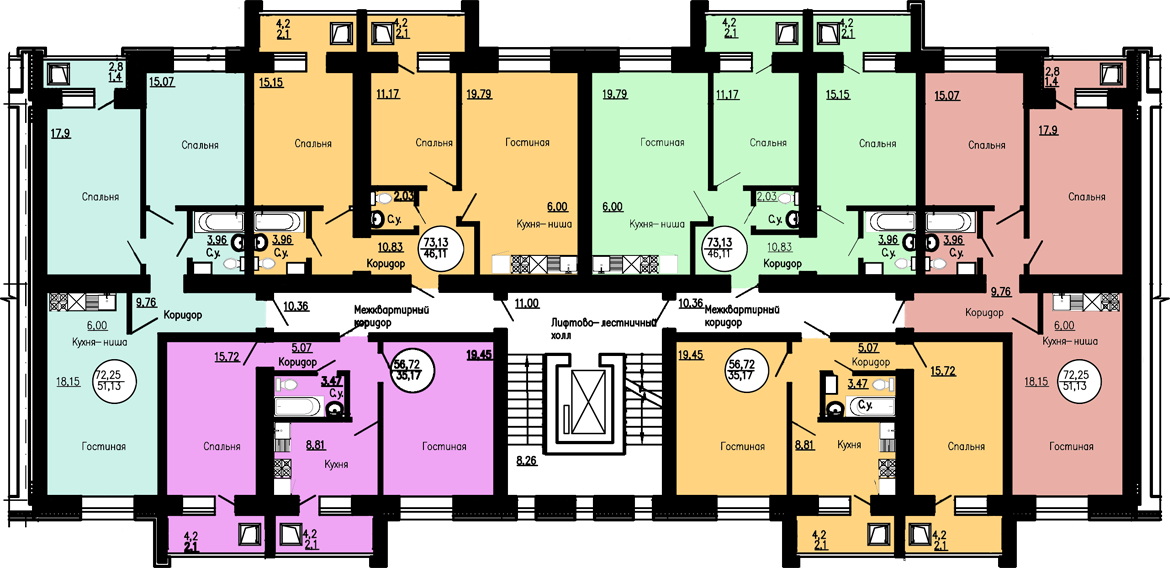 4,2
2.1
4,2
2.1
4,2
2.1
4,2
2.1
2,8
1.4
2,8
1.4
15.07
15.15
11.17
19.79
19.79
11.17
15.15
15.07
17.9
17.9
Спальня
Спальня
Спальня
Гостиная
Гостиная
Спальня
Спальня
Спальня
Спальня
Спальня
2.03
С.у.
6.00
Кухня-ниша
6.00
Кухня-ниша
2.03
С.у.
3.96
С.у.
3.96
С.у.
10.83
Коридор
73,13
46,11
73,13
46,11
10.83
Коридор
3.96
С.у.
3.96
С.у.
9.76
Коридор
10.36
Межквартирный
коридор
11.00
Лифтово-лестничный
холл
10.36
Межквартирный
коридор
9.76
Коридор
6.00
Кухня-ниша
6.00
Кухня-ниша
18.15
72,25
51,13
15.72
5.07
Коридор
56,72
35,17
19.45
19.45
56,72
35,17
5.07
Коридор
15.72
18.15
72,25
51,13
3.47
С.у.
3.47
С.у.
Гостиная
Спальня
8.81
Кухня
Гостиная
8.26
Гостиная
8.81
Кухня
Спальня
Гостиная
4,2
2.1
4,2
2.1
4,2
2.1
4,2
2.1